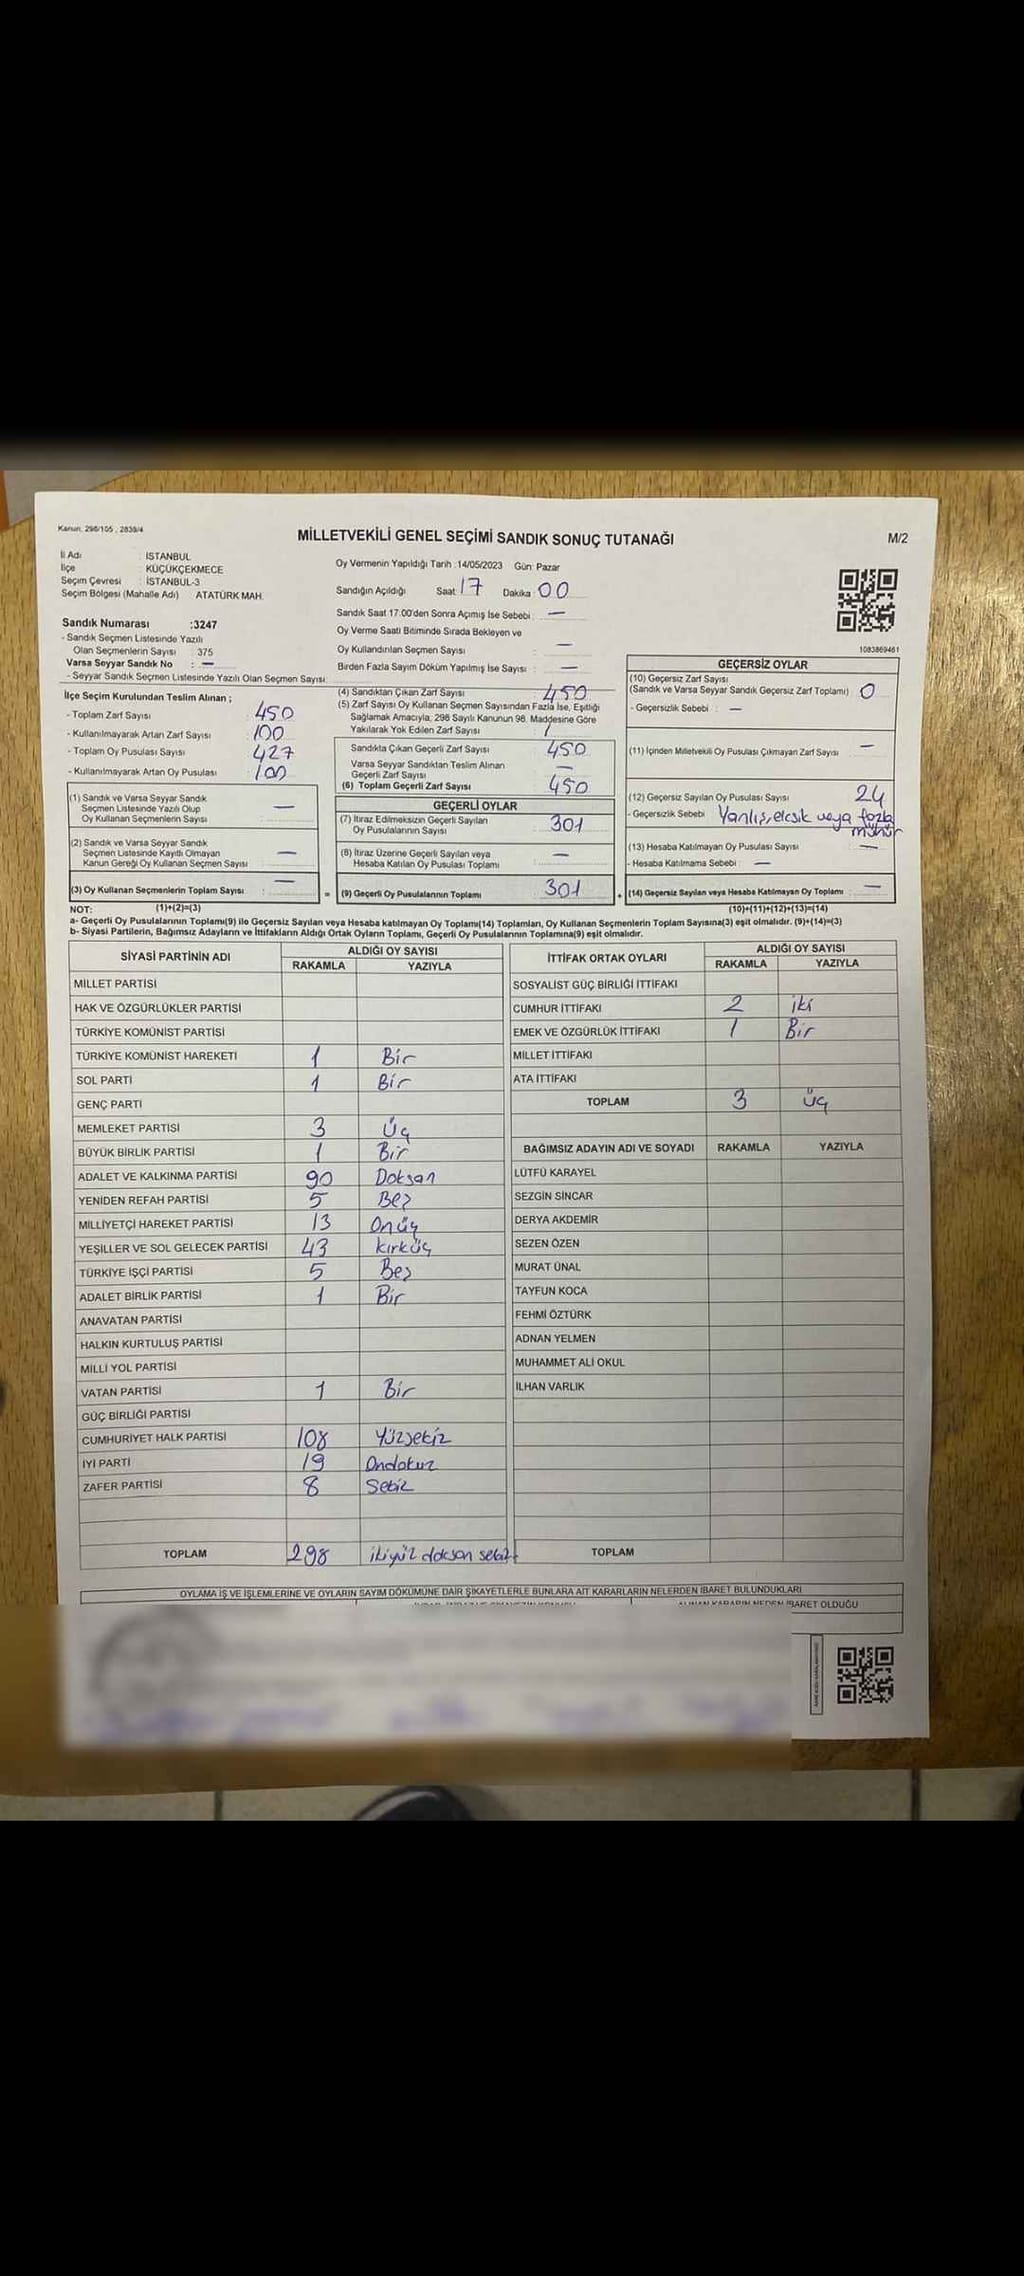 Kanun: 298/105 , 2839/4
MİLLETVEKİLİ GENEL SEÇİMİ SANDIK SONUÇ TUTANAĞI
M/2
İl Adı : İSTANBUL
İlçe : KÜÇÜKÇEKMECE
Seçim Çevresi : İSTANBUL-3
Seçim Bölgesi (Mahalle Adı) ATATÜRK MAH.
Oy Vermenin Yapıldığı Tarih :14/05/2023 Gün: Pazar
Sandığın Açıldığı Saat: 17 Dakika : 00
Sandık Saat 17.00'den Sonra Açımış İse Sebebi : —
Oy Verme Saati Bitiminde Sırada Bekleyen ve
Oy Kullandırılan Seçmen Sayısı : —
Birden Fazla Sayım Döküm Yapılmış İse Sayısı : —
Sandık Numarası :3247
- Sandık Seçmen Listesinde Yazılı
Olan Seçmenlerin Sayısı : 375
Varsa Seyyar Sandık No : —
- Seyyar Sandık Seçmen Listesinde Yazılı Olan Seçmen Sayısı:
1083869461
İlçe Seçim Kurulundan Teslim Alınan ;
- Toplam Zarf Sayısı : 450
- Kullanılmayarak Artan Zarf Sayısı : 100
- Toplam Oy Pusulası Sayısı : 427
- Kullanılmayarak Artan Oy Pusulası : 100
(1) Sandık ve Varsa Seyyar Sandık
Seçmen Listesinde Yazılı Olup
Oy Kullanan Seçmenlerin Sayısı : —
(2) Sandık ve Varsa Seyyar Sandık
Seçmen Listesinde Kayıtlı Olmayan
Kanun Gereği Oy Kullanan Seçmen Sayısı : —
(3) Oy Kullanan Seçmenlerin Toplam Sayısı : —
(4) Sandıktan Çıkan Zarf Sayısı : 450
(5) Zarf Sayısı Oy Kullanan Seçmen Sayısından Fazla İse, Eşitliği
Sağlamak Amacıyla; 298 Sayılı Kanunun 98. Maddesine Göre
Yakılarak Yok Edilen Zarf Sayısı : /
Sandıkta Çıkan Geçerli Zarf Sayısı : 450
Varsa Seyyar Sandıktan Teslim Alınan
Geçerli Zarf Sayısı : —
(6) Toplam Geçerli Zarf Sayısı : 450
GEÇERLİ OYLAR
(7) İtiraz Edilmeksizin Geçerli Sayılan
Oy Pusulalarının Sayısı : 301
(8) İtiraz Üzerine Geçerli Sayılan veya
Hesaba Katılan Oy Pusulası Toplamı : —
= (9) Geçerli Oy Pusulalarının Toplamı : 301
GEÇERSİZ OYLAR
(10) Geçersiz Zarf Sayısı
(Sandık ve Varsa Seyyar Sandık Geçersiz Zarf Toplamı) : 0
- Geçersizlik Sebebi : —
(11) İçinden Milletvekili Oy Pusulası Çıkmayan Zarf Sayısı : —
(12) Geçersiz Sayılan Oy Pusulası Sayısı : 24
- Geçersizlik Sebebi : Yanlış, eksik veya fazla
mühür
(13) Hesaba Katılmayan Oy Pusulası Sayısı : —
- Hesaba Katılmama Sebebi : —
+ (14) Geçersiz Sayılan veya Hesaba Katılmayan Oy Toplamı : —
NOT: (1)+(2)=(3) (10)+(11)+(12)+(13)=(14)
a- Geçerli Oy Pusulalarının Toplamı(9) ile Geçersiz Sayılan veya Hesaba katılmayan Oy Toplamı(14) Toplamları, Oy Kullanan Seçmenlerin Toplam Sayısına(3) eşit olmalıdır. (9)+(14)=(3)
b- Siyasi Partilerin, Bağımsız Adayların ve İttifakların Aldığı Ortak Oyların Toplamı, Geçerli Oy Pusulalarının Toplamına(9) eşit olmalıdır.
SİYASİ PARTİNİN ADI ALDIĞI OY SAYISI
RAKAMLA YAZIYLA
MİLLET PARTİSİ
HAK VE ÖZGÜRLÜKLER PARTİSİ
TÜRKİYE KOMÜNİST PARTİSİ
TÜRKİYE KOMÜNİST HAREKETİ 1 Bir
SOL PARTİ 1 Bir
GENÇ PARTİ
MEMLEKET PARTİSİ 3 Üç
BÜYÜK BİRLİK PARTİSİ 1 Bir
ADALET VE KALKINMA PARTİSİ 90 Doksan
YENİDEN REFAH PARTİSİ 5 Beş
MİLLİYETÇİ HAREKET PARTİSİ 13 Onüç
YEŞİLLER VE SOL GELECEK PARTİSİ 43 kırküç
TÜRKİYE İŞÇİ PARTİSİ 5 Beş
ADALET BİRLİK PARTİSİ 1 Bir
ANAVATAN PARTİSİ
HALKIN KURTULUŞ PARTİSİ
MİLLİ YOL PARTİSİ
VATAN PARTİSİ 1 Bir
GÜÇ BİRLİĞİ PARTİSİ
CUMHURİYET HALK PARTİSİ 108 Yüzsekiz
İYİ PARTİ 19 Ondokuz
ZAFER PARTİSİ 8 Sekiz
TOPLAM 298 ikiyüz doksan sekiz
İTTİFAK ORTAK OYLARI ALDIĞI OY SAYISI
RAKAMLA YAZIYLA
SOSYALİST GÜÇ BİRLİĞİ İTTİFAKI
CUMHUR İTTİFAKI 2 iki
EMEK VE ÖZGÜRLÜK İTTİFAKI 1 Bir
MİLLET İTTİFAKI
ATA İTTİFAKI
TOPLAM 3 üç
BAĞIMSIZ ADAYIN ADI VE SOYADI RAKAMLA YAZIYLA
LÜTFÜ KARAYEL
SEZGİN SİNCAR
DERYA AKDEMİR
SEZEN ÖZEN
MURAT ÜNAL
TAYFUN KOCA
FEHMİ ÖZTÜRK
ADNAN YELMEN
MUHAMMET ALİ OKUL
İLHAN VARLIK
TOPLAM
OYLAMA İŞ VE İŞLEMLERİNE VE OYLARIN SAYIM DÖKÜMÜNE DAİR ŞİKAYETLERLE BUNLARA AİT KARARLARIN NELERDEN İBARET BULUNDUKLARI
ALINAN KARARIN NEDEN İBARET OLDUĞU